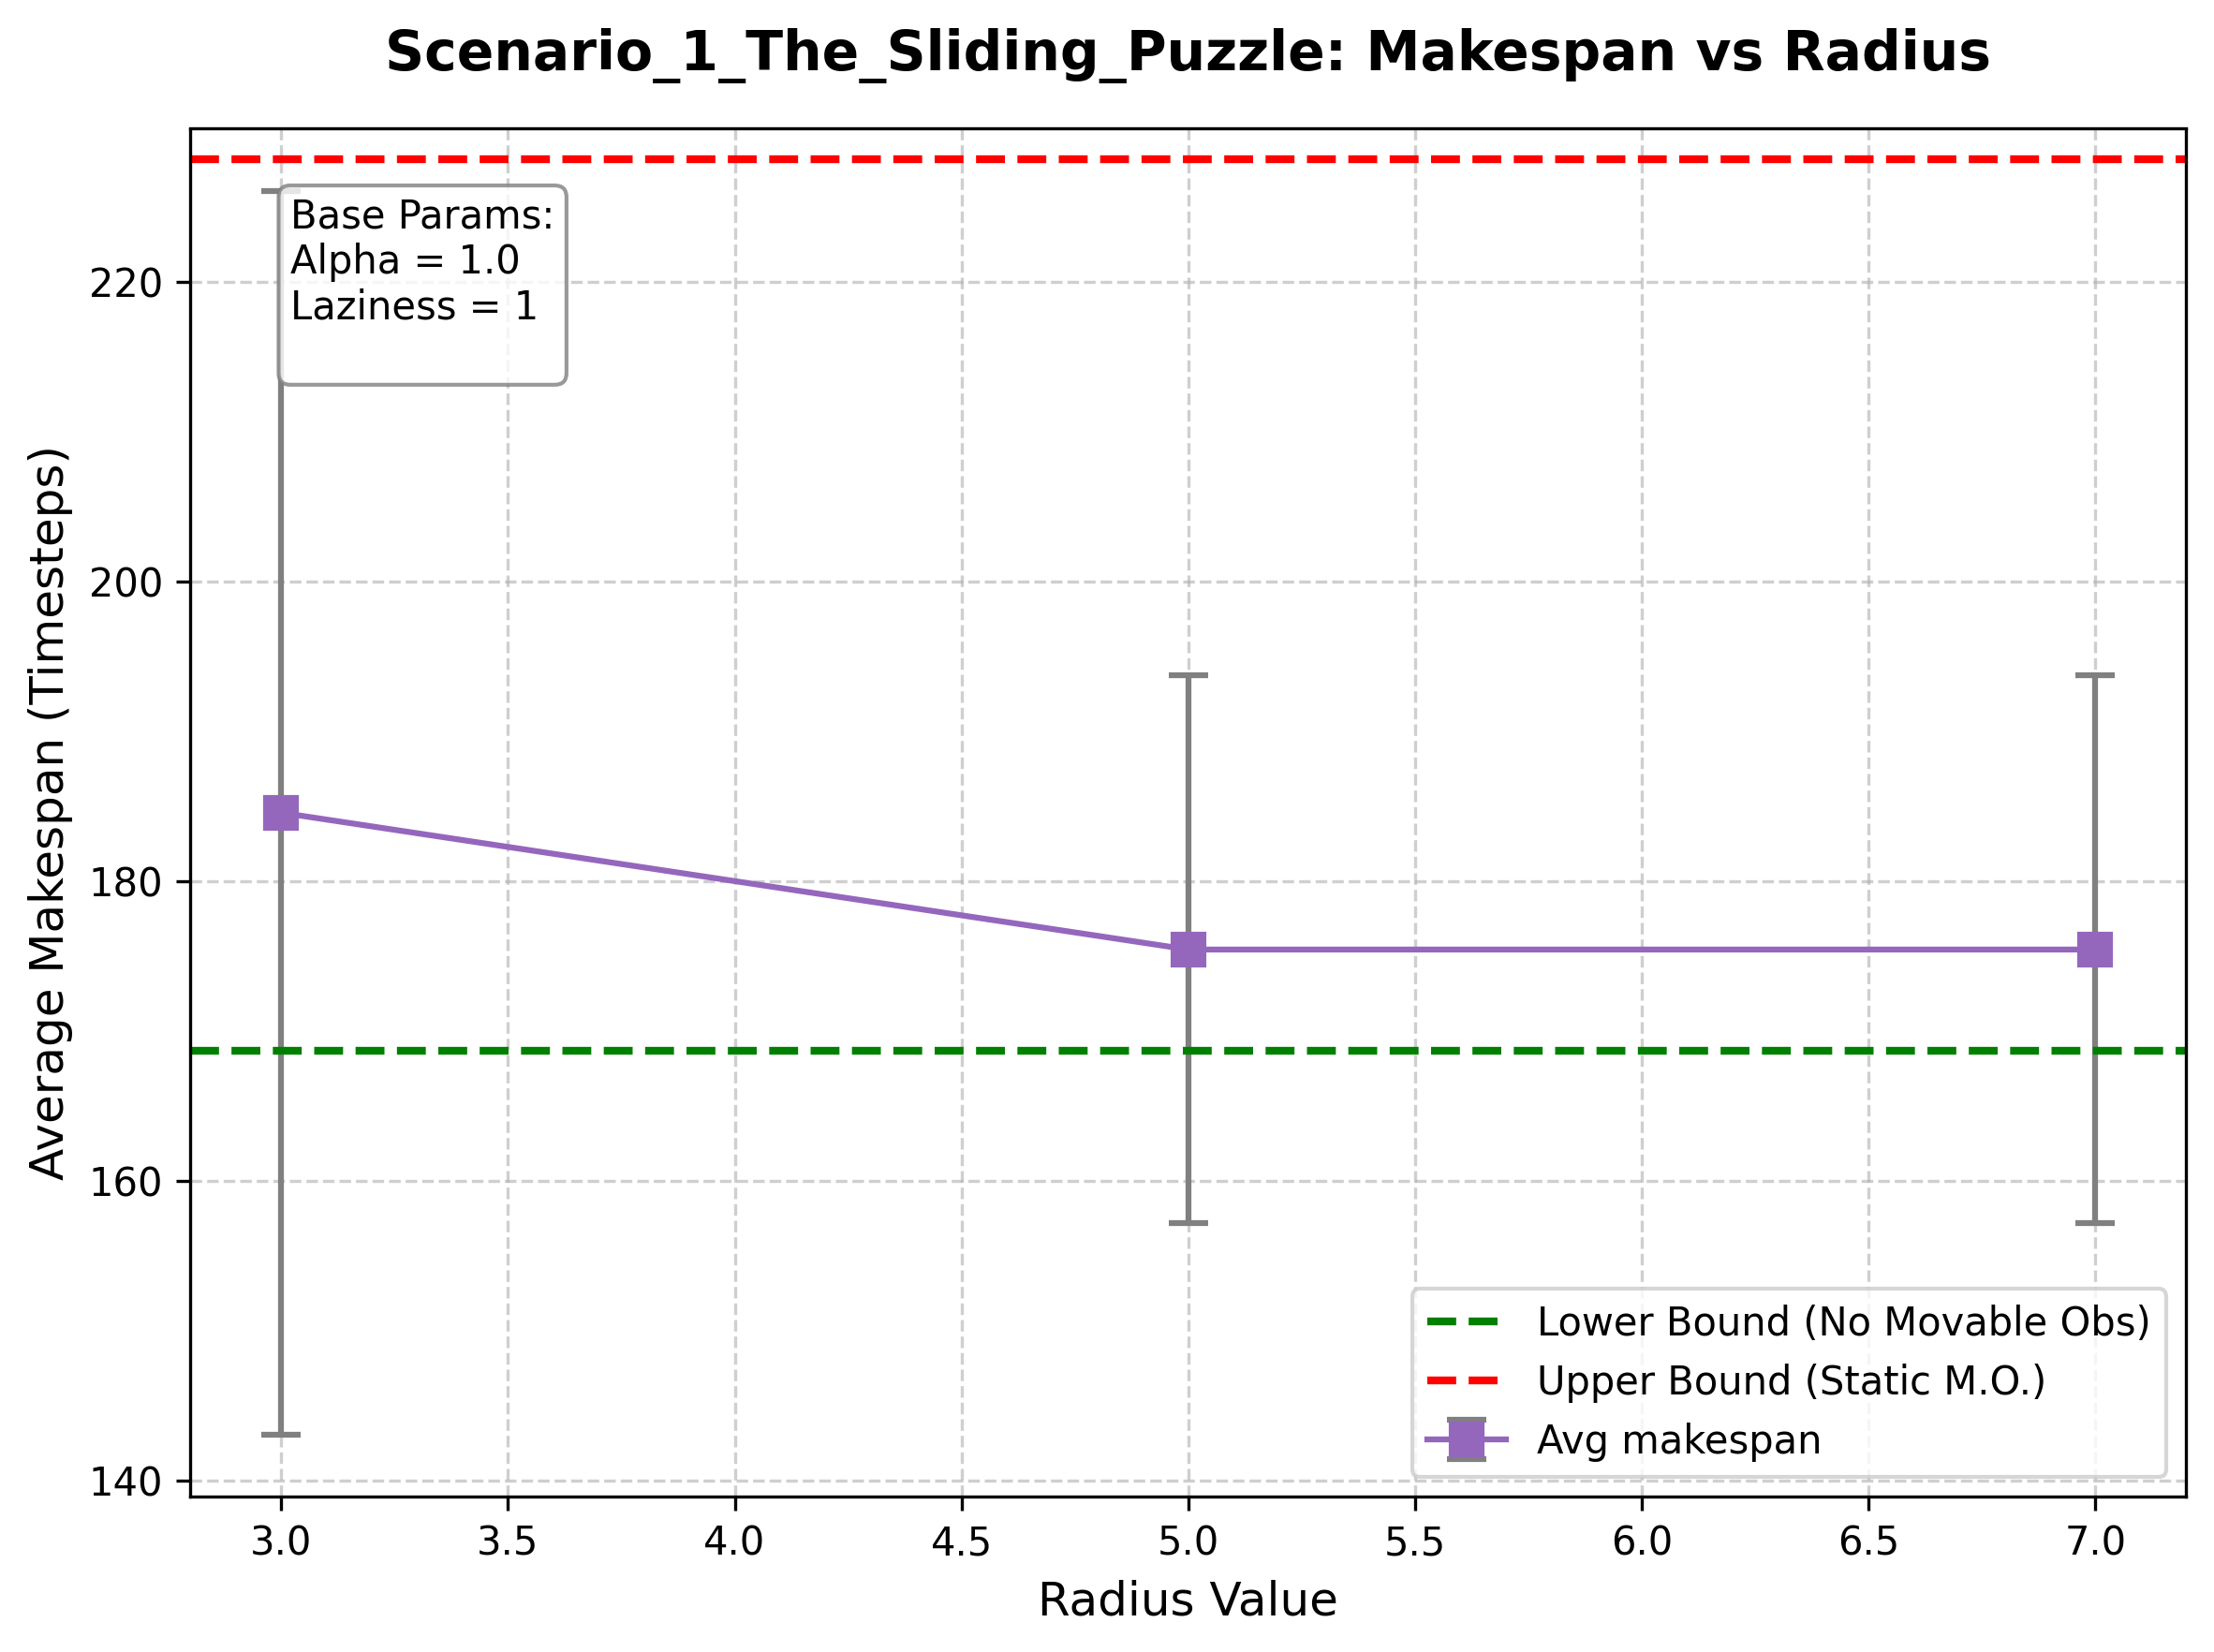 Scenario_1_The_Sliding_Puzzle: Makespan vs Radius
Base Params:
Alpha = 1.0
Laziness = 1
220
200
180
160
140
Average Makespan (Timesteps)
Lower Bound (No Movable Obs)
Upper Bound (Static M.O.)
Avg makespan
3.0 3.5 4.0 4.5 5.0 5.5 6.0 6.5 7.0
Radius Value